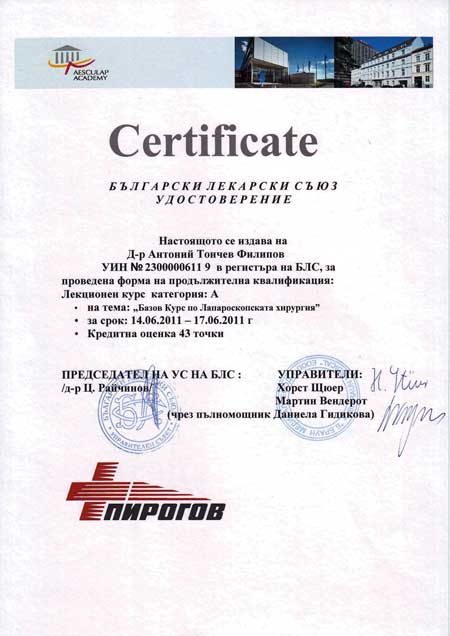 AESCULAP
ACADEMY
Certificate
БЪЛГАРСКИ ЛЕКАРСКИ СЪЮЗ
УДОСТОВЕРЕНИЕ
Настоящото се издава на
Д-р Антоний Тончев Филипов
УИН № 2300000611 9 в регистъра на БЛС, за
проведена форма на продължителна квалификация:
Лекционен курс категория: А
• на тема: „Базов Курс по Лапароскопската хирургия”
• за срок: 14.06.2011 – 17.06.2011 г
• Кредитна оценка 43 точки
ПРЕДСЕДАТЕЛ НА УС НА БЛС : УПРАВИТЕЛИ:
/д-р Ц. Райчинов/ Хорст Щюер
Мартин Вендерот
(чрез пълномощник Даниела Гидикова)
ПИРОГОВ